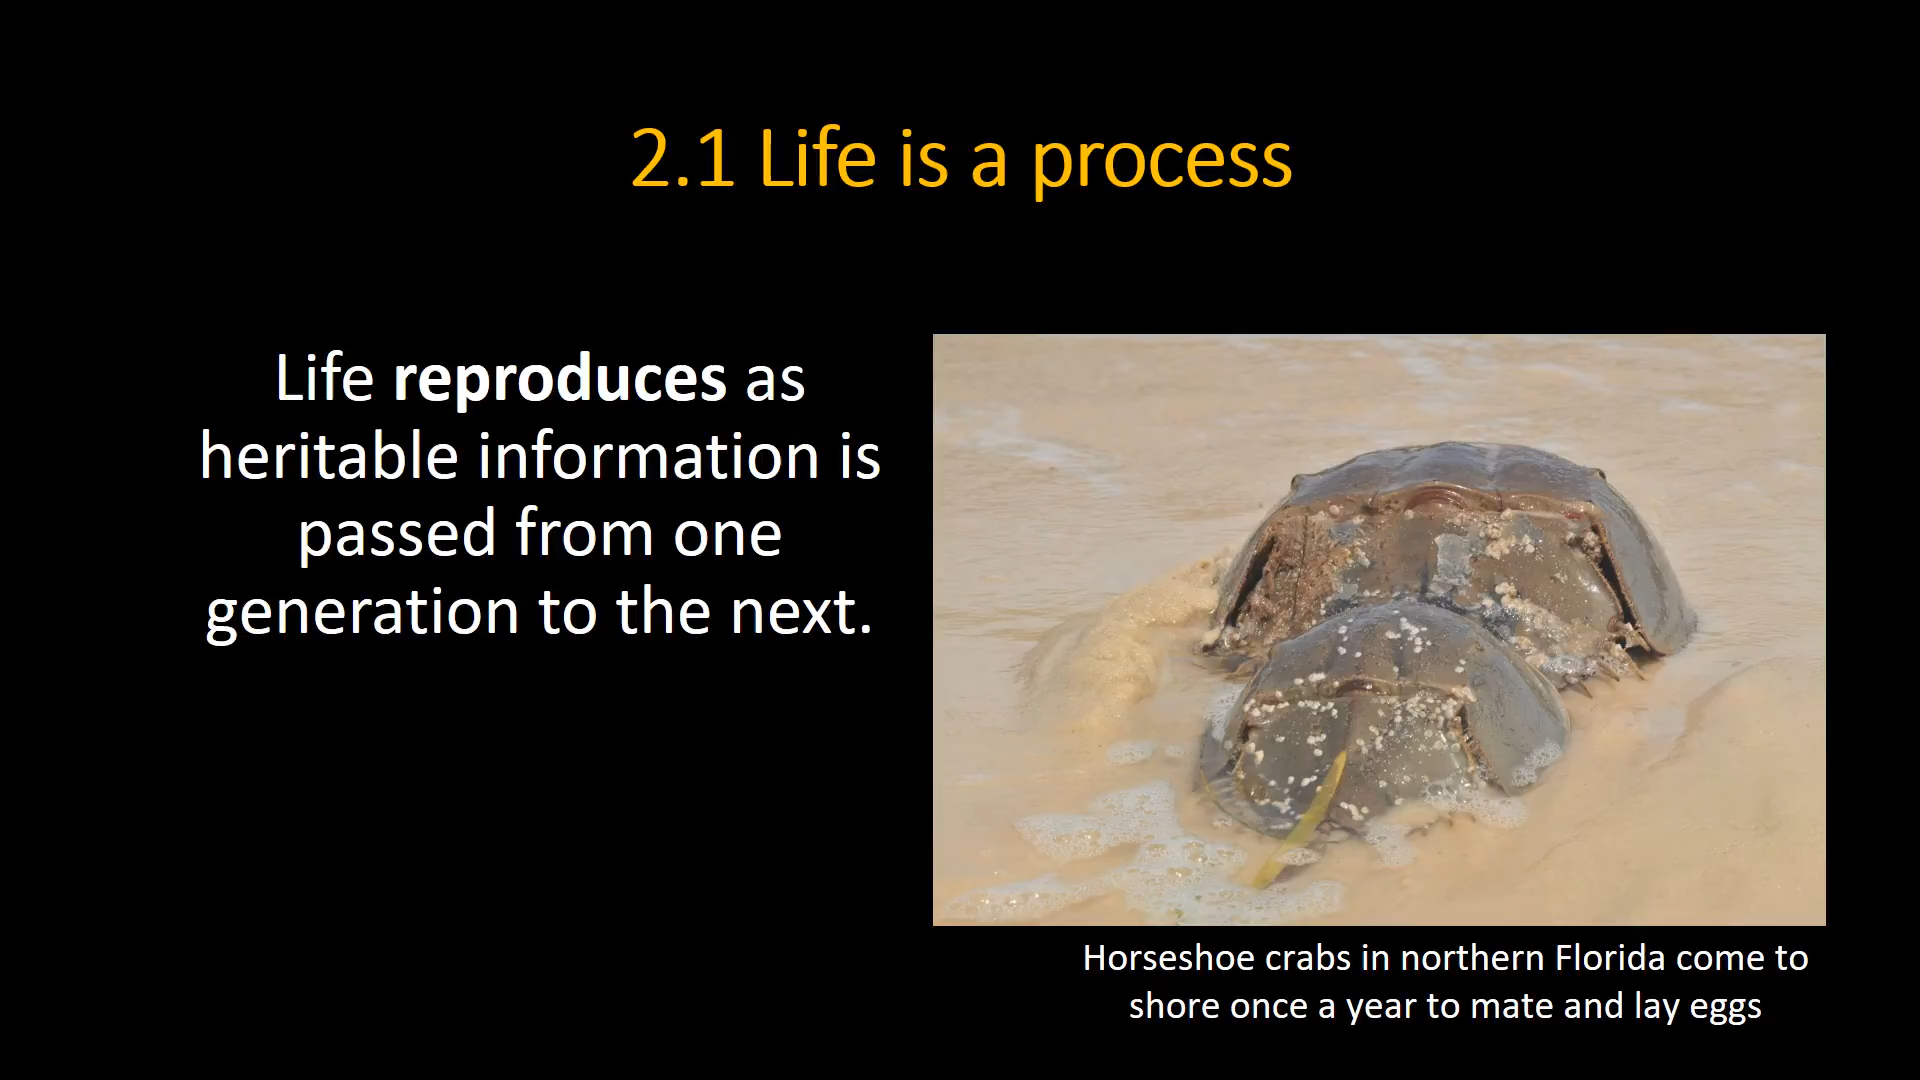 2.1 Life is a process
Life reproduces as
heritable information is
passed from one
generation to the next.
Horseshoe crabs in northern Florida come to
shore once a year to mate and lay eggs